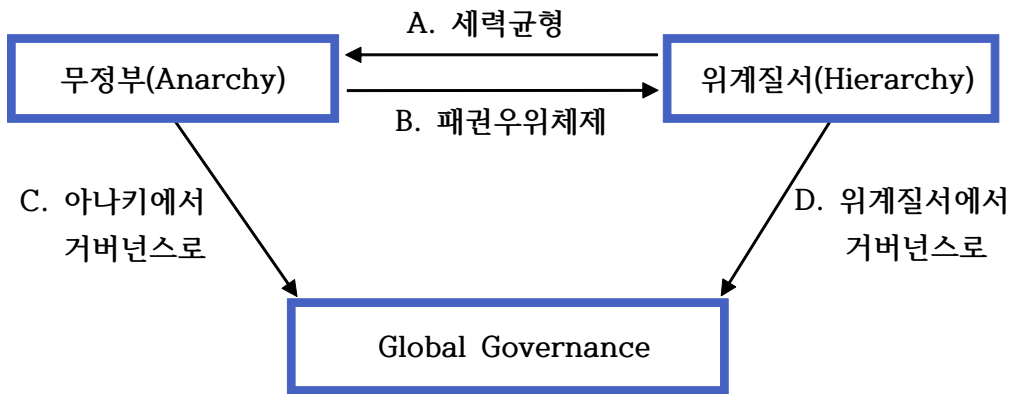 A. 세력균형
무정부(Anarchy)
위계질서(Hierarchy)
B. 패권우위체제
C. 아나키에서
거버넌스로
D. 위계질서에서
거버넌스로
Global Governance